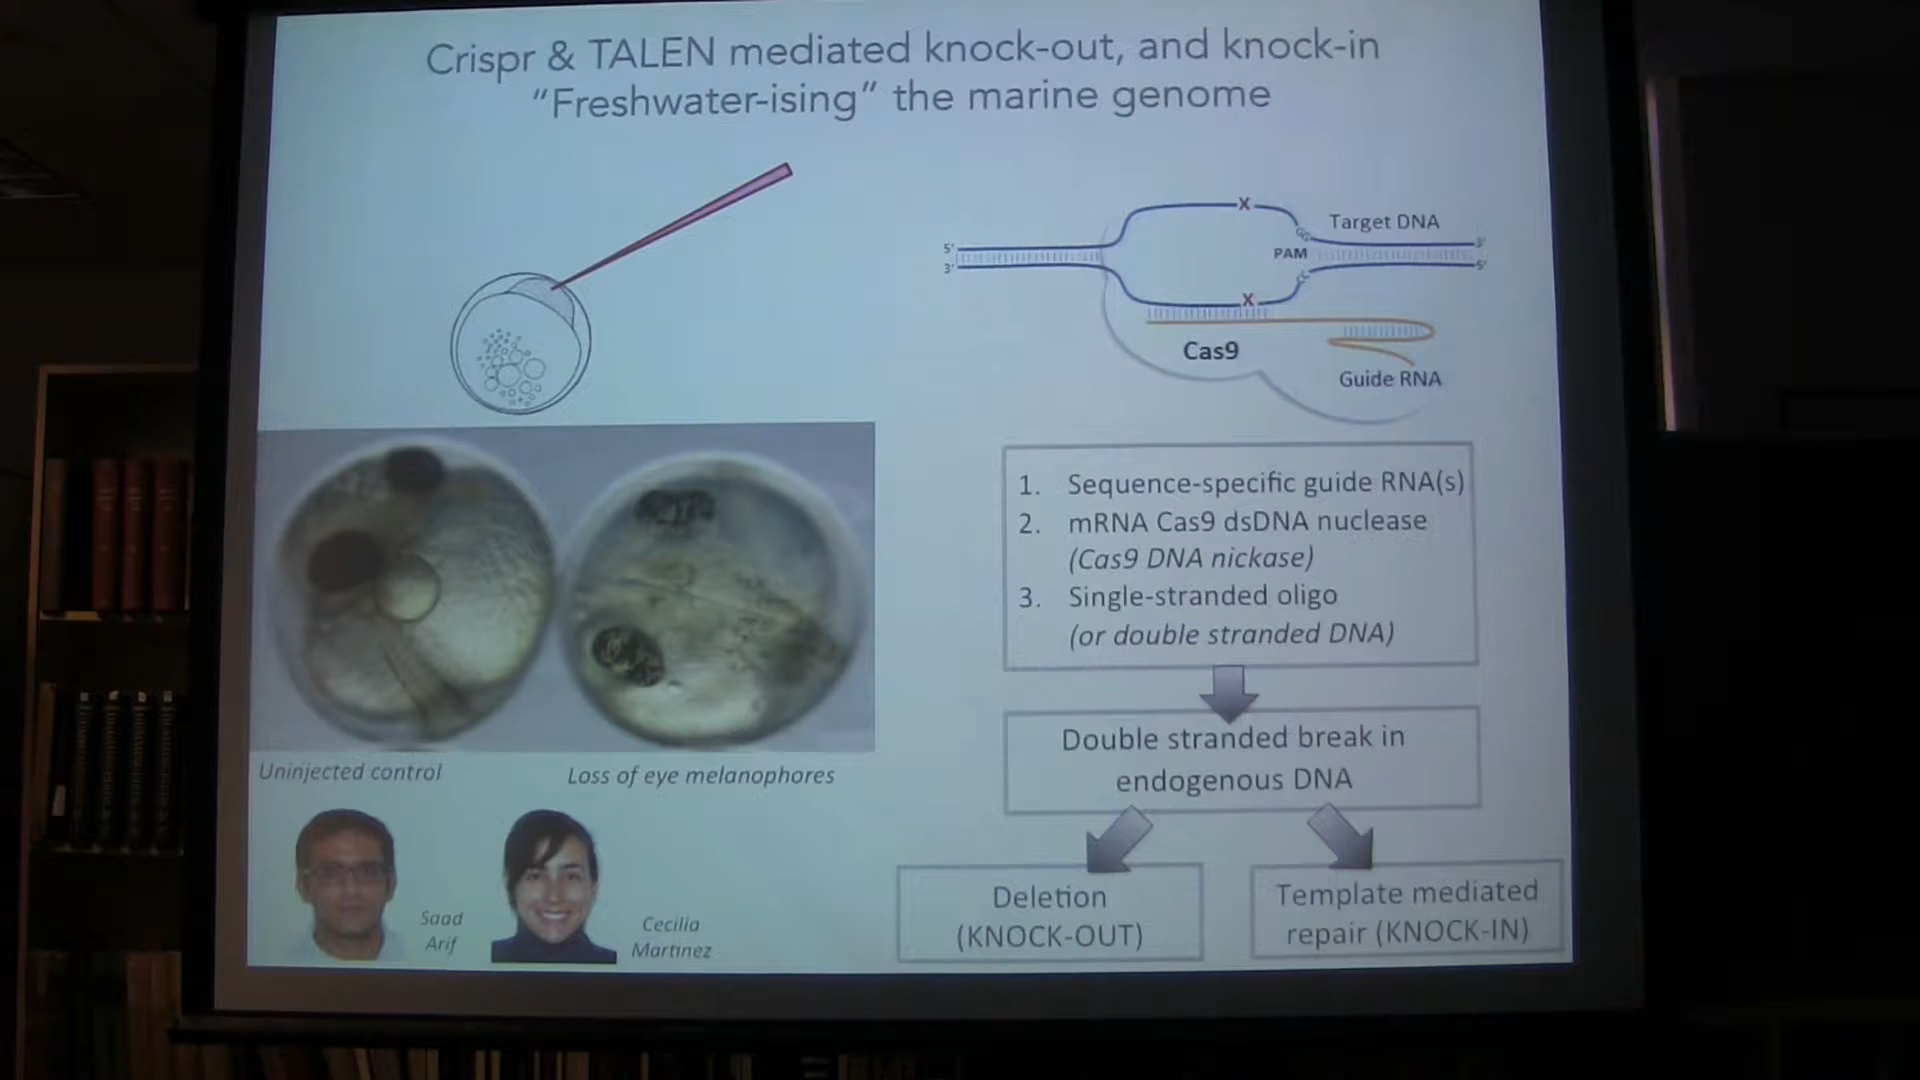 Crispr & TALEN mediated knock-out, and knock-in
"Freshwater-ising" the marine genome
5'
3'
X
Target DNA
3'
PAM
5'
X
Cas9
Guide RNA
1. Sequence-specific guide RNA(s)
2. mRNA Cas9 dsDNA nuclease
(Cas9 DNA nickase)
3. Single-stranded oligo
(or double stranded DNA)
Double stranded break in
endogenous DNA
Deletion
(KNOCK-OUT)
Template mediated
repair (KNOCK-IN)
Uninjected control
Loss of eye melanophores
Saad
Arif
Cecilia
Martinez